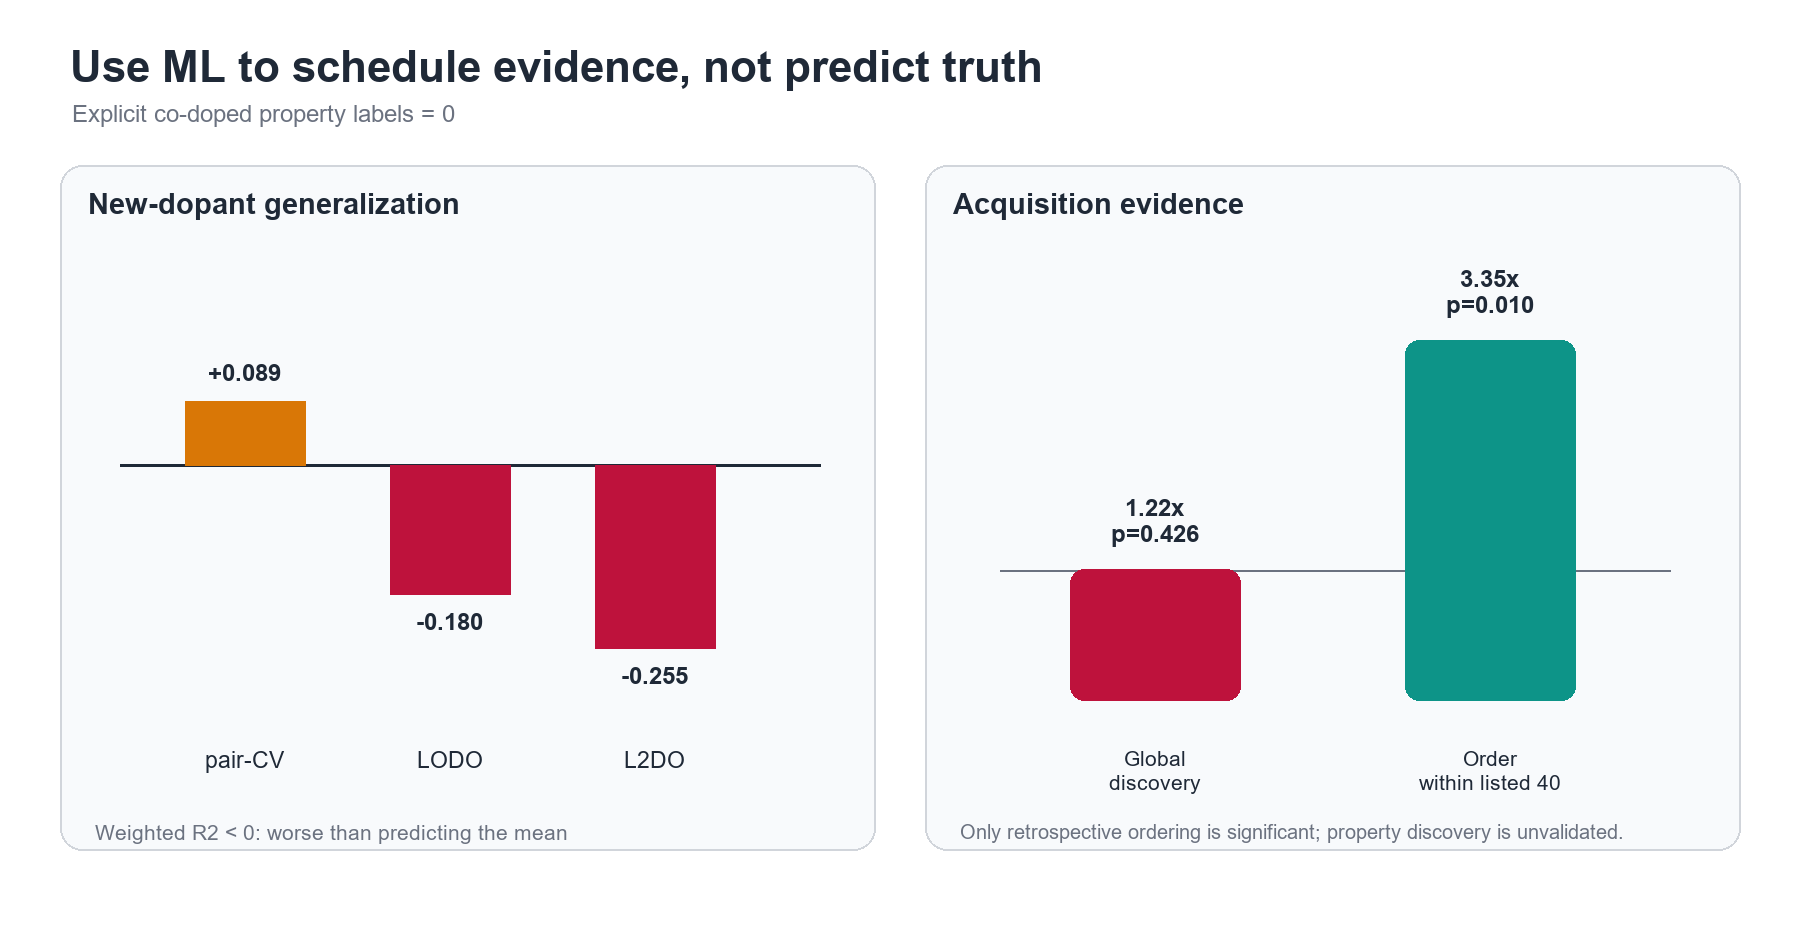 Use ML to schedule evidence, not predict truth
Explicit co-doped property labels = 0
New-dopant generalization
+0.089
-0.180
-0.255
pair-CV
LODO
L2DO
Weighted R2 < 0: worse than predicting the mean
Acquisition evidence
3.35x
p=0.010
1.22x
p=0.426
Global
discovery
Order
within listed 40
Only retrospective ordering is significant; property discovery is unvalidated.